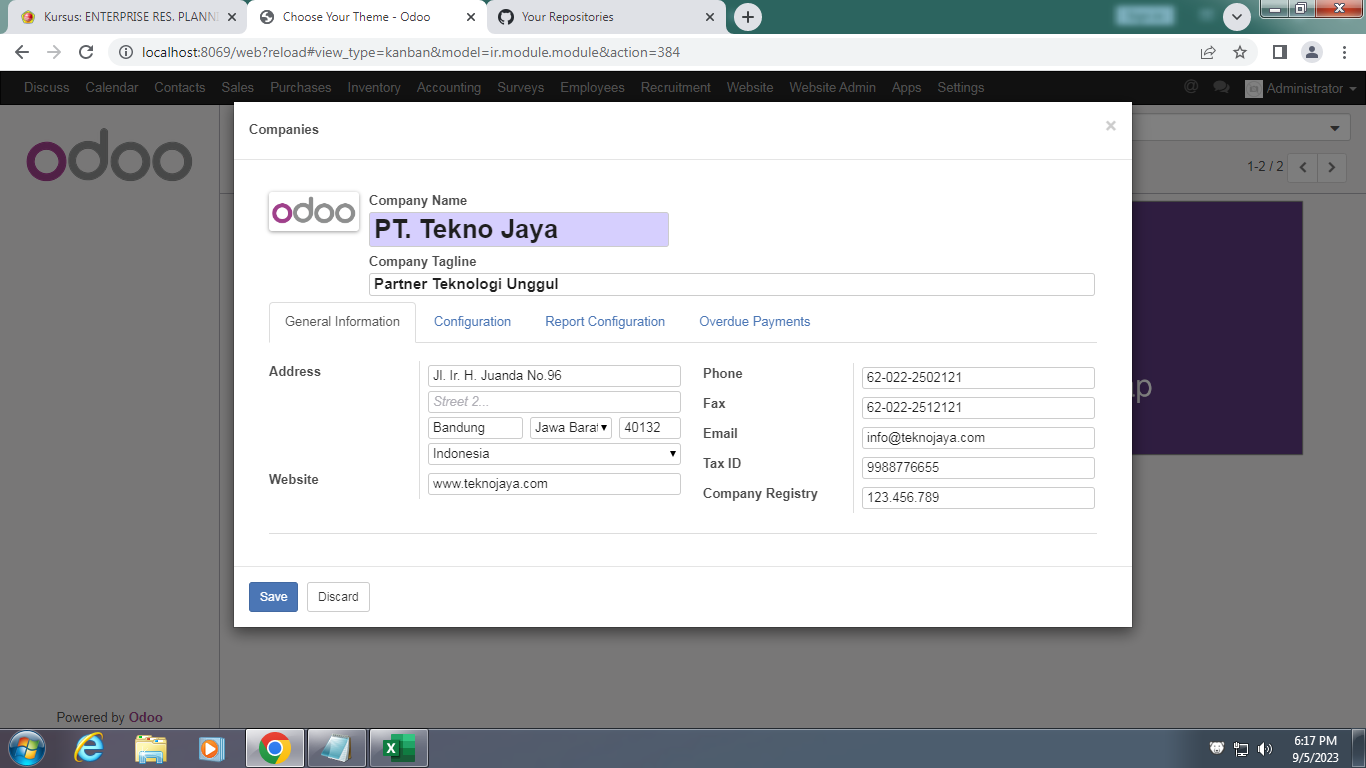 Kursus: ENTERPRISE RES. PLANNI
Choose Your Theme - Odoo
Your Repositories
localhost:8069/web?reload#view_type=kanban&model=ir.module.module&action=384
Discuss Calendar Contacts Sales Purchases Inventory Accounting Surveys Employees Recruitment Website Website Admin Apps Settings @ Administrator
odoo
Companies ×
1-2 / 2
odoo
Company Name
PT. Tekno Jaya
Company Tagline
Partner Teknologi Unggul
General Information Configuration Report Configuration Overdue Payments
Address
Jl. Ir. H. Juanda No.96
Street 2...
Bandung Jawa Barat 40132
Indonesia
Website www.teknojaya.com
Phone 62-022-2502121
Fax 62-022-2512121
Email info@teknojaya.com
Tax ID 9988776655
Company Registry 123.456.789
ap
Save Discard
Powered by Odoo
6:17 PM
9/5/2023